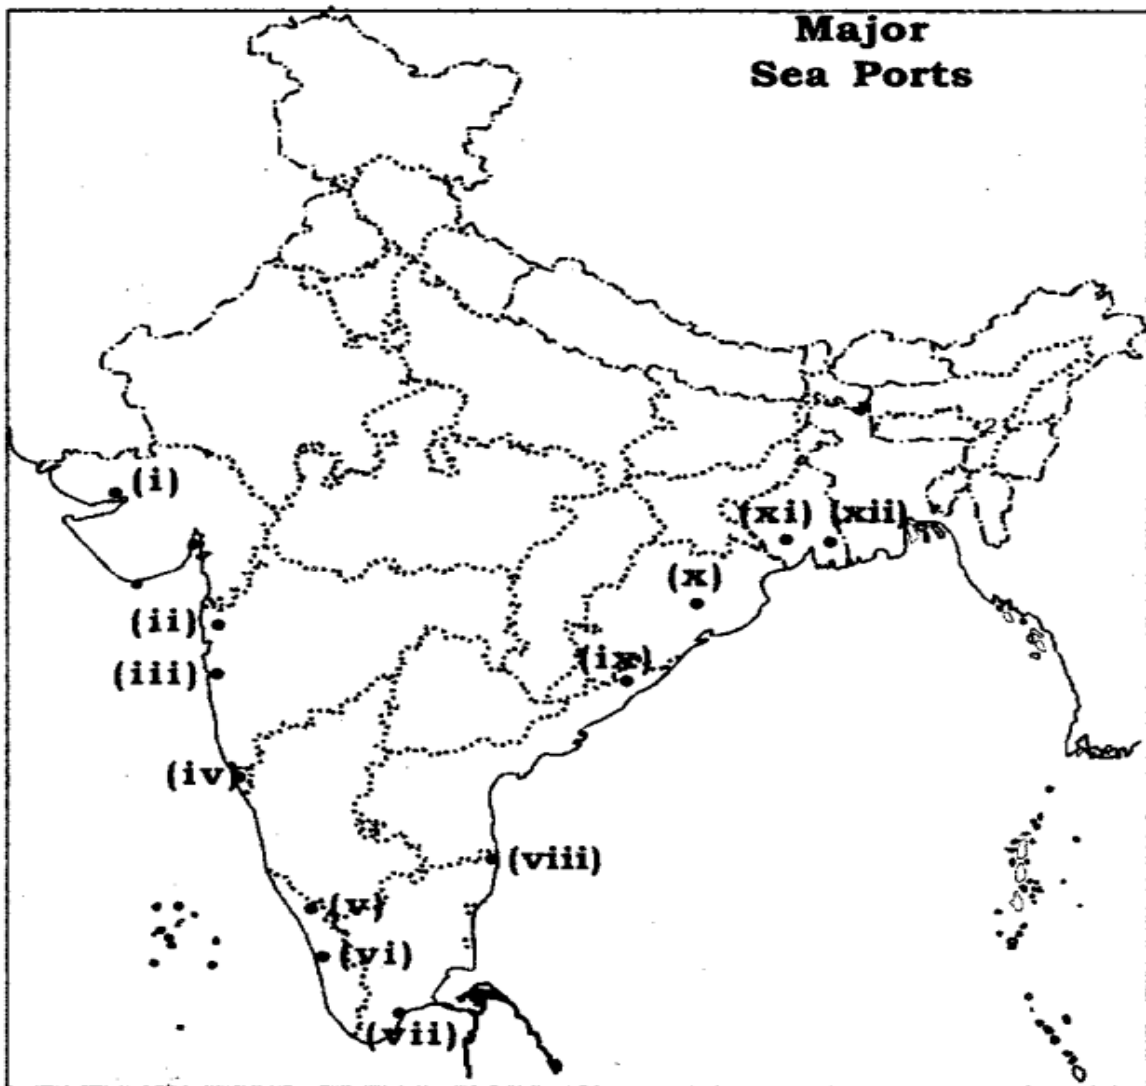 Major
Sea Ports
(i)
(xi) (xii)
(x)
(ii)
(ix)
(iii)
(iv)
(viii)
(v)
(vi)
(vii)